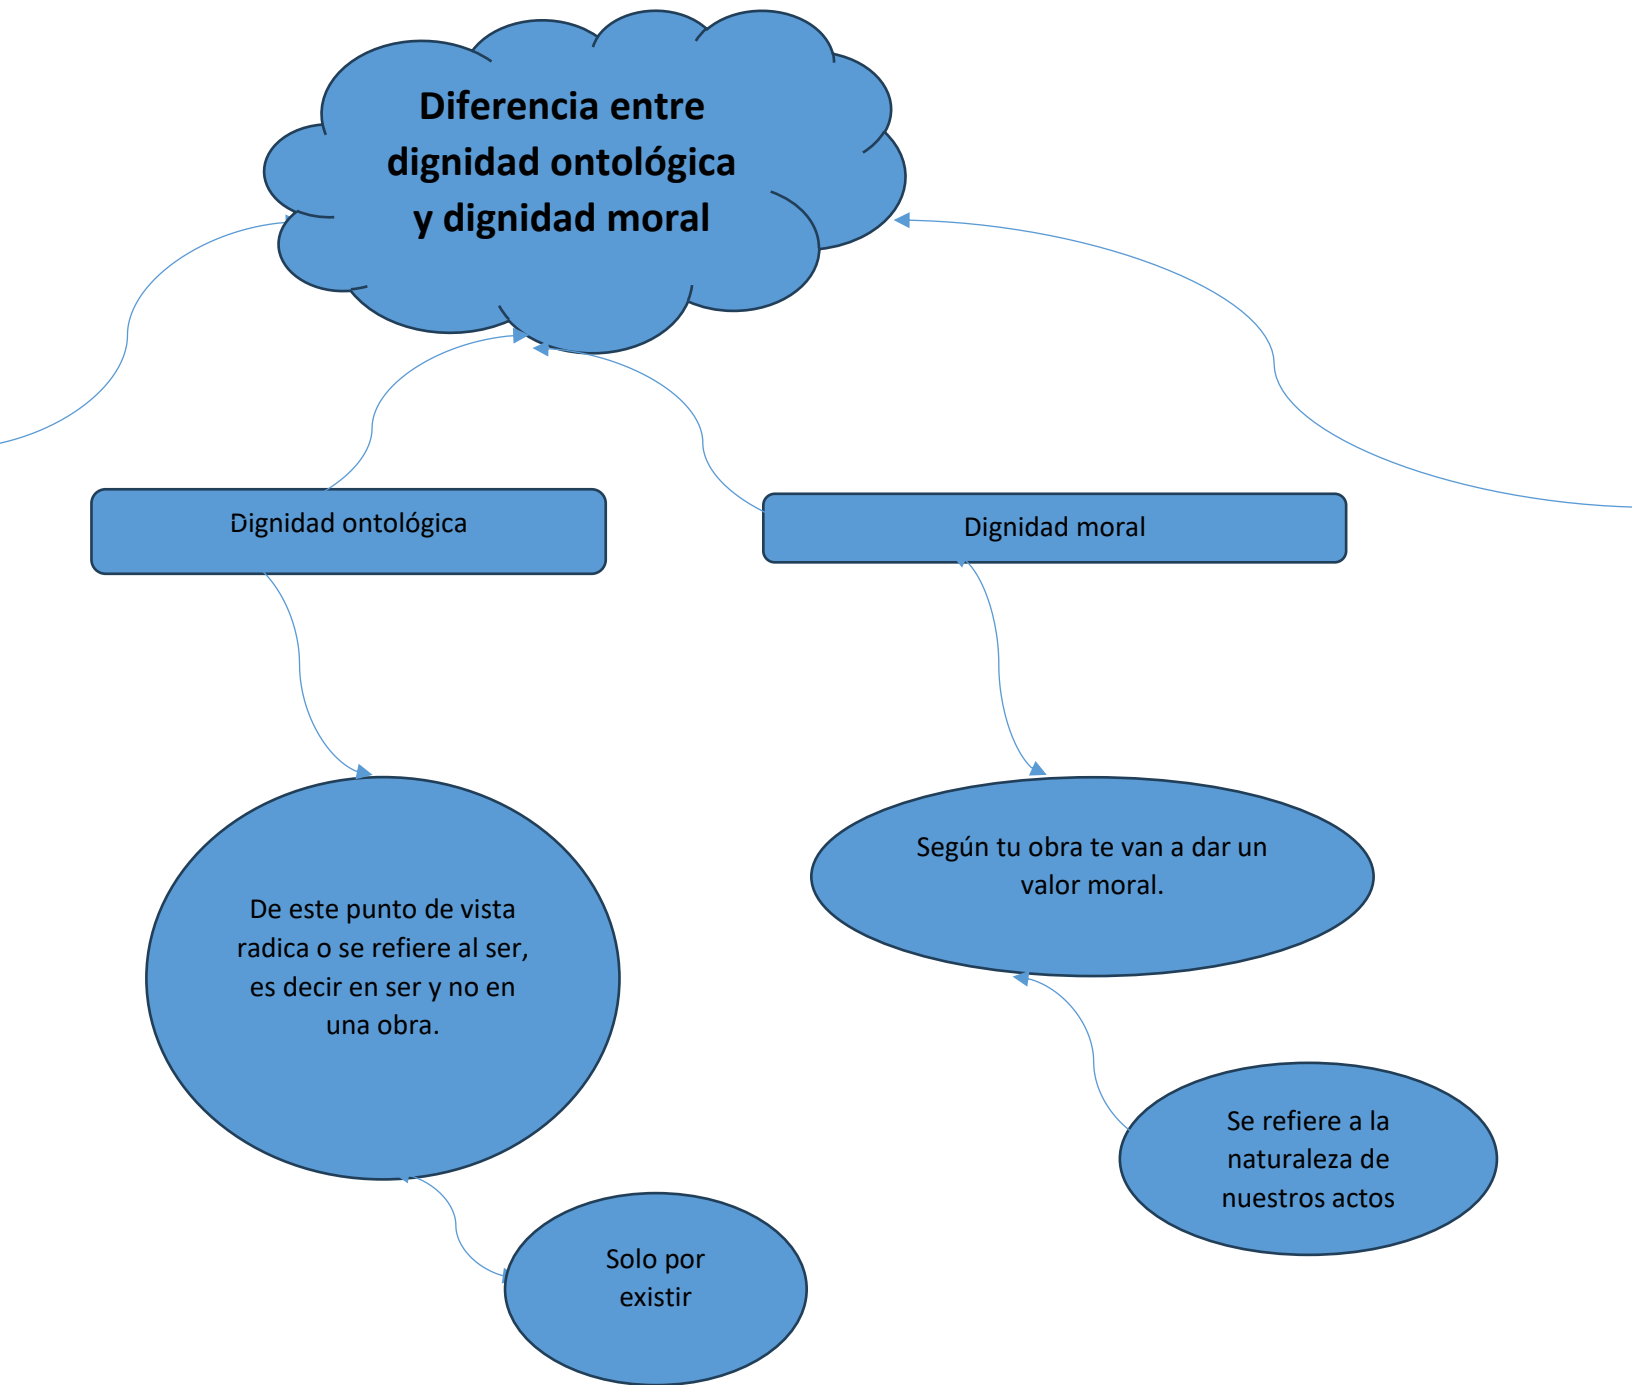 Diferencia entre
dignidad ontológica
y dignidad moral
Dignidad ontológica
Dignidad moral
De este punto de vista
radica o se refiere al ser,
es decir en ser y no en
una obra.
Según tu obra te van a dar un
valor moral.
Se refiere a la
naturaleza de
nuestros actos
Solo por
existir